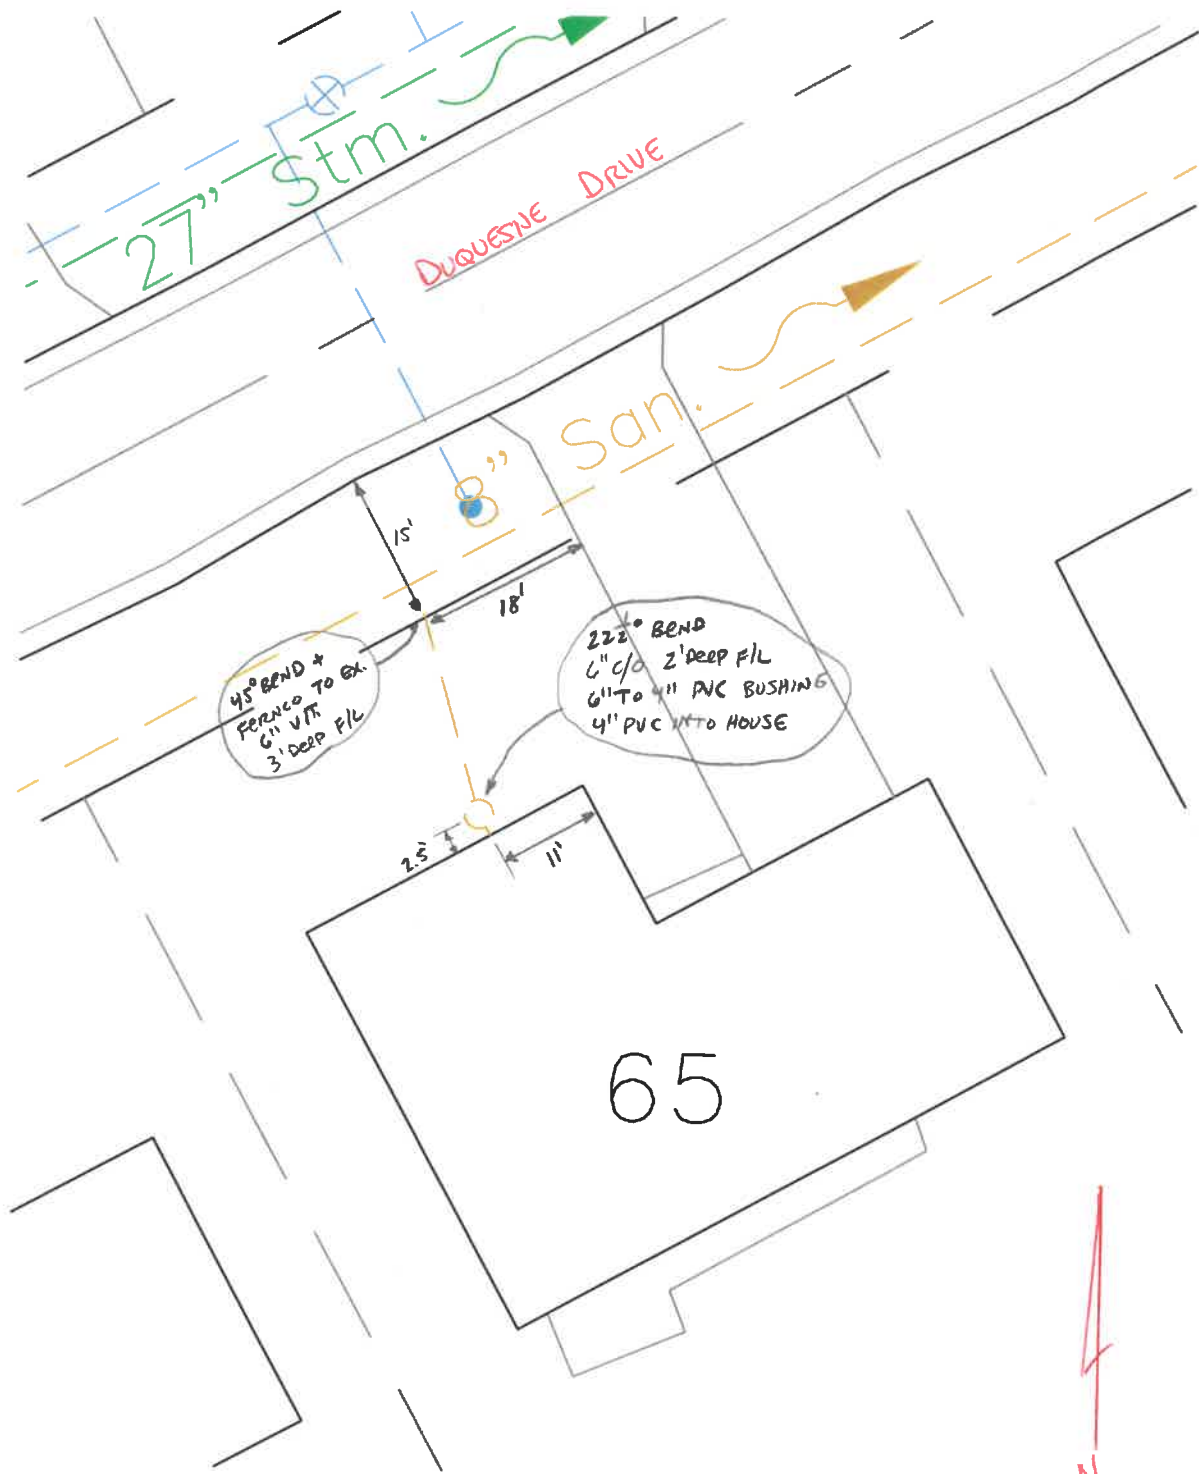 27" Stm.
DUQUESNE DRIVE
8" San.
15'
18'
45° BEND +
FERNCO TO EX.
6" VIT
3' DEEP F/L
22½° BEND
6" C/O 2' DEEP F/L
6" TO 4" PVC BUSHING
4" PVC INTO HOUSE
2.5'
11'
65
N